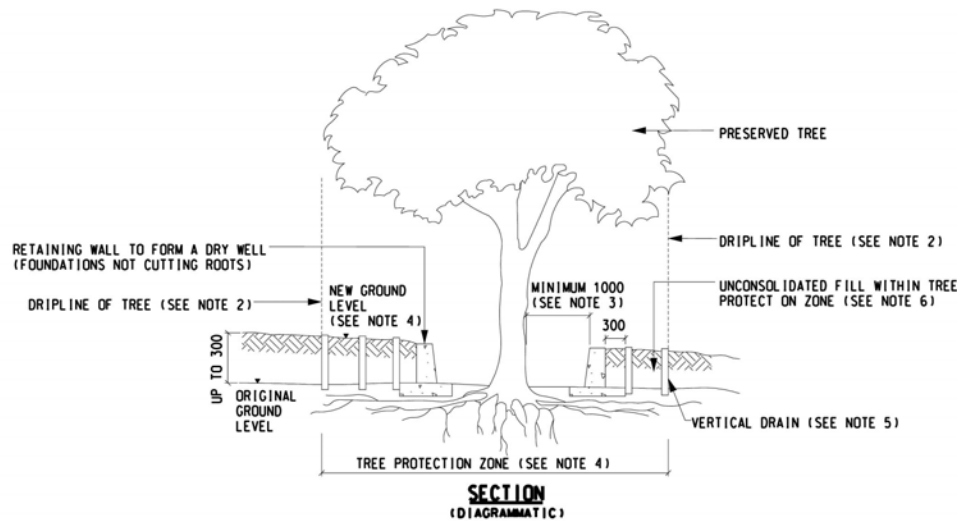 PRESERVED TREE
RETAINING WALL TO FORM A DRY WELL
(FOUNDATIONS NOT CUTTING ROOTS)
DRIPLINE OF TREE (SEE NOTE 2)
NEW GROUND
LEVEL
(SEE NOTE 4)
MINIMUM 1000
(SEE NOTE 3)
300
DRIPLINE OF TREE (SEE NOTE 2)
UNCONSOLIDATED FILL WITHIN TREE
PROTECT ON ZONE (SEE NOTE 6)
UP TO 300
ORIGINAL
GROUND
LEVEL
VERTICAL DRAIN (SEE NOTE 5)
TREE PROTECTION ZONE (SEE NOTE 4)
SECTION
(DIAGRAMMATIC)